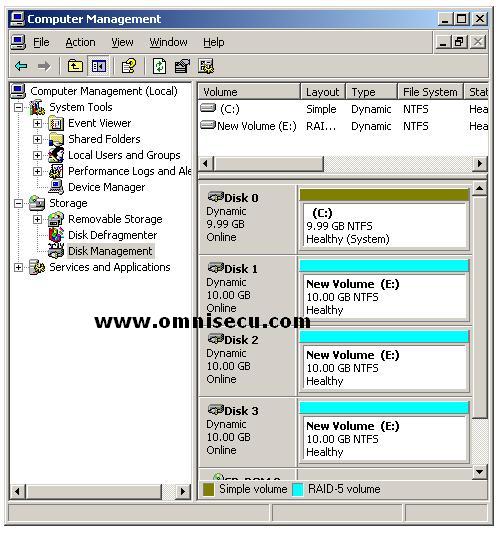 Computer Management
File Action View Window Help
Computer Management (Local)
System Tools
Event Viewer
Shared Folders
Local Users and Groups
Performance Logs and Ale
Device Manager
Storage
Removable Storage
Disk Defragmenter
Disk Management
Services and Applications
Volume Layout Type File System Stat
(C:) Simple Dynamic NTFS Hea
New Volume (E:) RAI... Dynamic NTFS Hea
Disk 0
Dynamic
9.99 GB
Online
(C:)
9.99 GB NTFS
Healthy (System)
Disk 1
Dynamic
10.00 GB
Online
New Volume (E:)
10.00 GB NTFS
Healthy
www.omnisecu.com
Disk 2
Dynamic
10.00 GB
Online
New Volume (E:)
10.00 GB NTFS
Healthy
Disk 3
Dynamic
10.00 GB
Online
New Volume (E:)
10.00 GB NTFS
Healthy
Simple volume RAID-5 volume